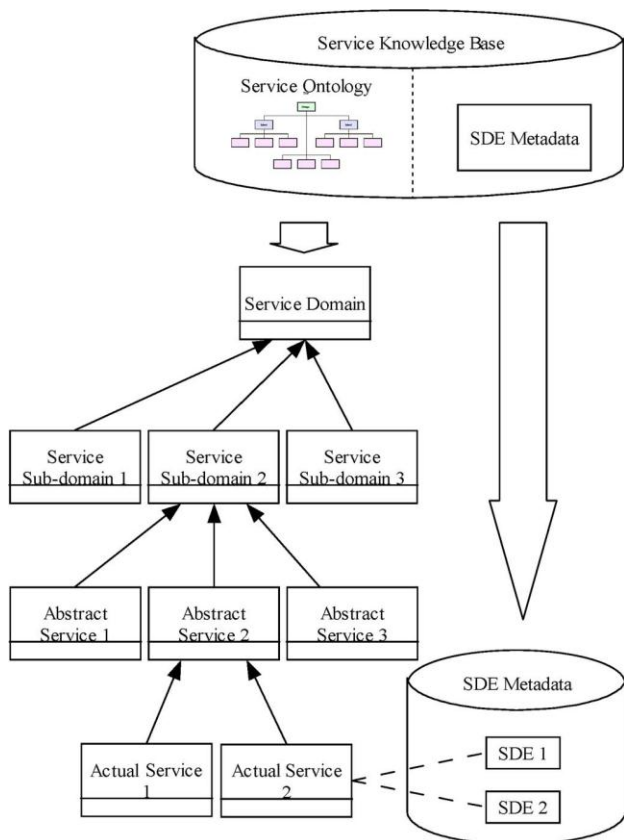 Service Knowledge Base
Service Ontology
SDE Metadata
Service Domain
Service
Sub-domain 1
Service
Sub-domain 2
Service
Sub-domain 3
Abstract
Service 1
Abstract
Service 2
Abstract
Service 3
SDE Metadata
Actual Service
1
Actual Service
2
SDE 1
SDE 2